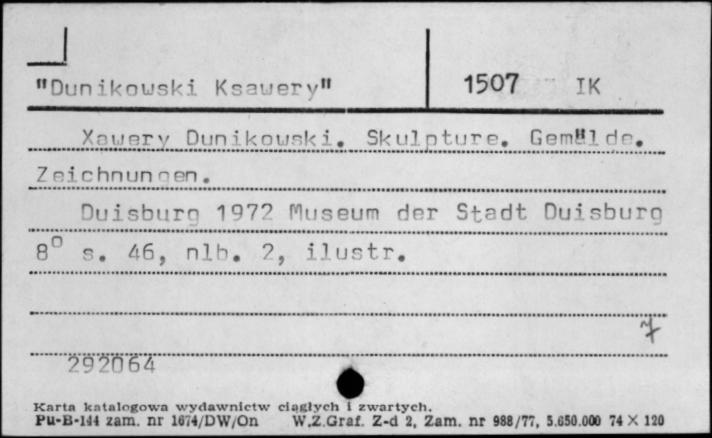 "Dunikowski Ksawery" 1507 IK
Xawery Dunikowski. Skulpture. Gemälde.
Zeichnungen.
Duisburg 1972 Museum der Stadt Duisburg
8° s. 46, nlb. 2, ilustr.
7
292064
Karta katalogowa wydawnictw ciągłych i zwartych.
Pu-B-144 zam. nr 1674/DW/On W.Z.Graf. Z-d 2, Zam. nr 988/77, 5.650.000 74 X 120